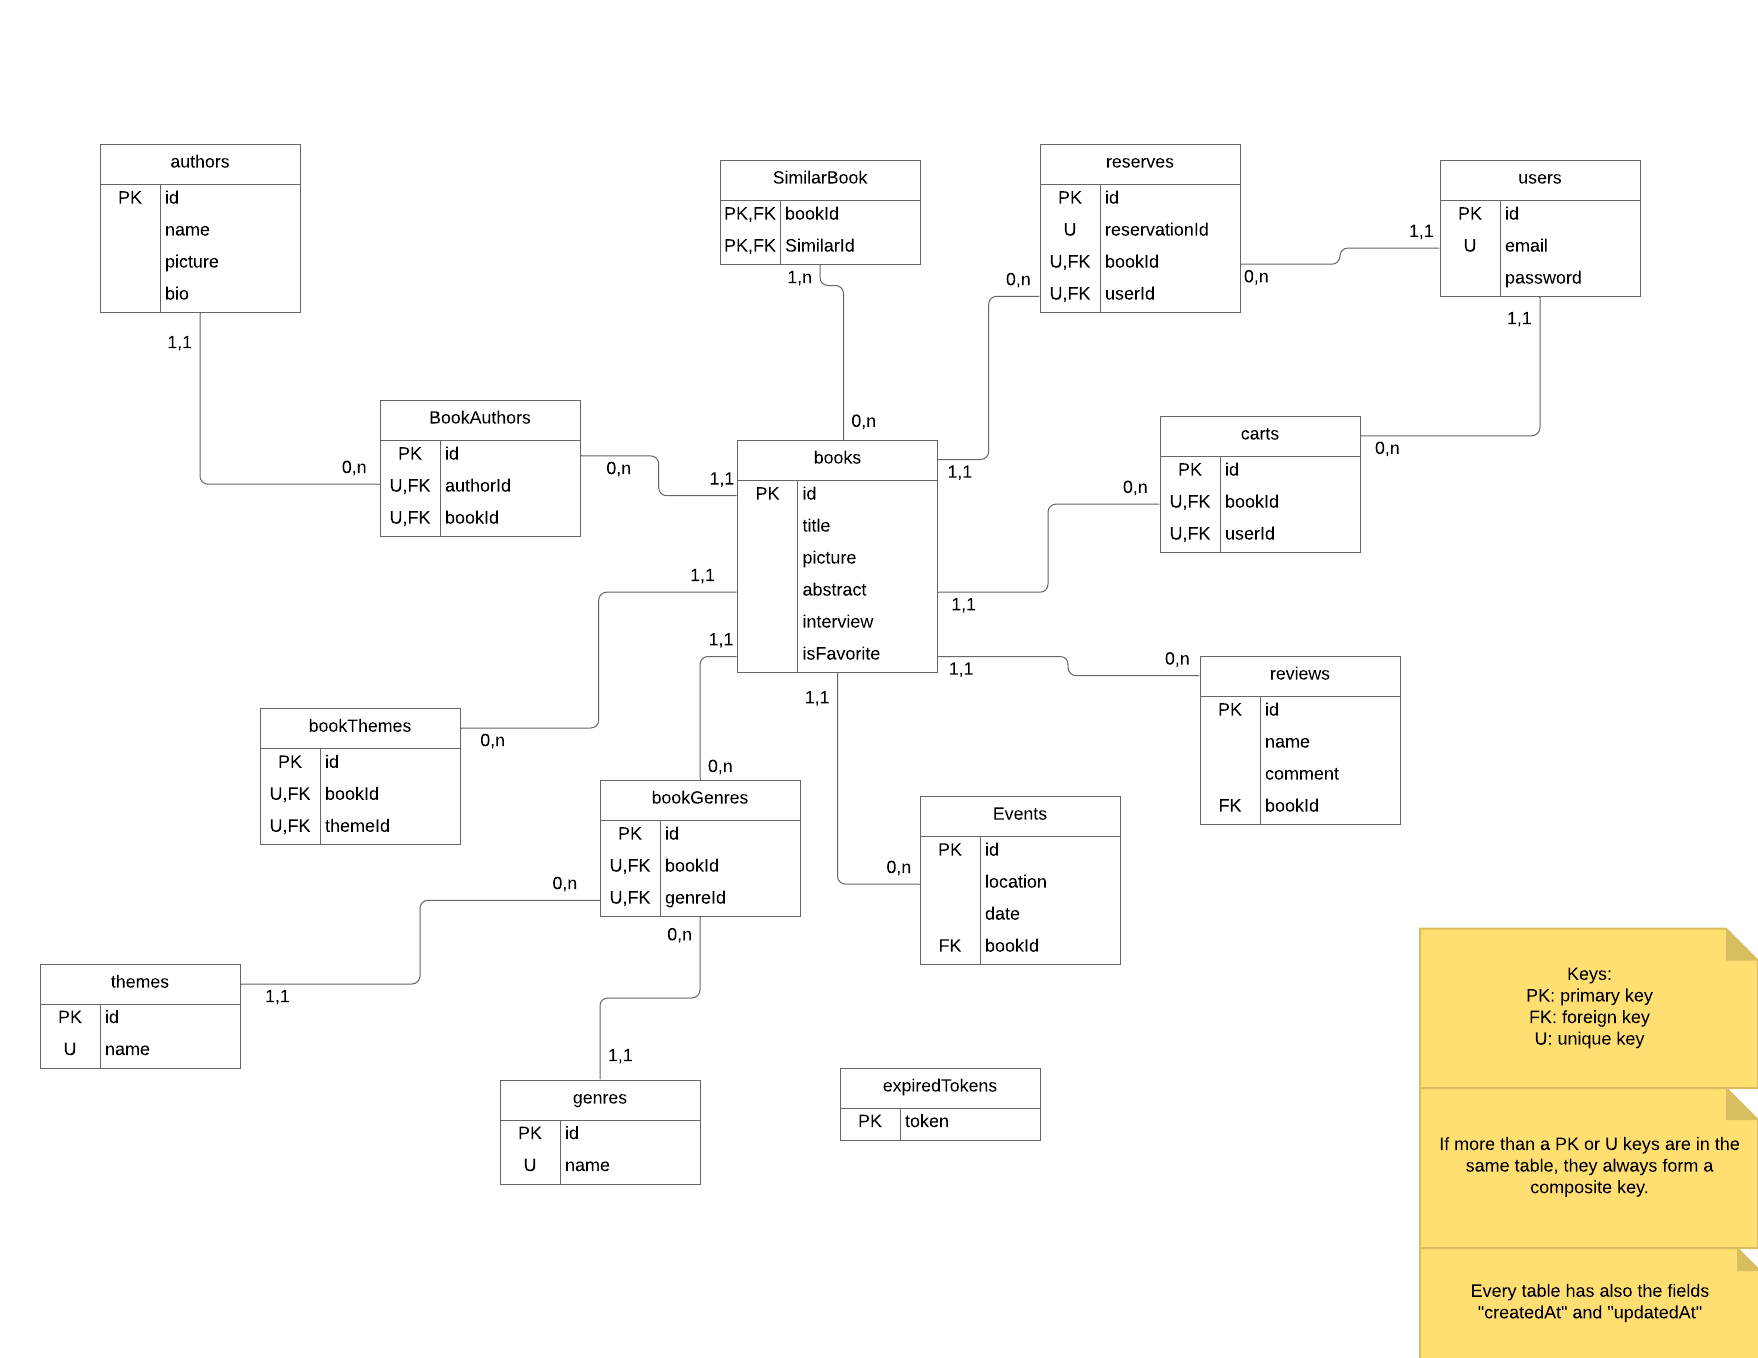 authors
PK id
name
picture
bio
1,1
SimilarBook
PK,FK bookId
PK,FK SimilarId
1,n
0,n
reserves
PK id
U reservationId
U,FK bookId
U,FK userId
0,n
0,n
1,1
users
PK id
U email
password
1,1
BookAuthors
PK id
U,FK authorId
U,FK bookId
0,n
0,n
1,1
books
PK id
title
picture
abstract
interview
isFavorite
1,1
1,1
1,1
1,1
1,1
1,1
carts
PK id
U,FK bookId
U,FK userId
0,n
0,n
reviews
PK id
name
comment
FK bookId
0,n
bookThemes
PK id
U,FK bookId
U,FK themeId
0,n
bookGenres
PK id
U,FK bookId
U,FK genreId
0,n
0,n
0,n
Events
PK id
location
date
FK bookId
0,n
themes
PK id
U name
1,1
genres
PK id
U name
1,1
expiredTokens
PK token
Keys:
PK: primary key
FK: foreign key
U: unique key
If more than a PK or U keys are in the
same table, they always form a
composite key.
Every table has also the fields
"createdAt" and "updatedAt"